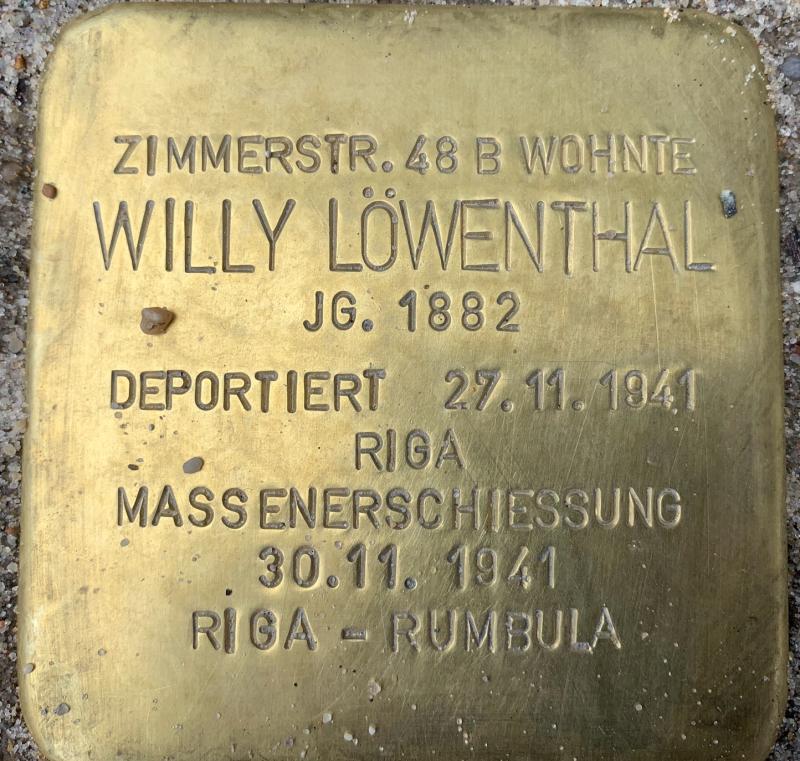 ZIMMERSTR. 48 B WOHNTE
WILLY LÖWENTHAL
JG. 1882
DEPORTIERT 27.11.1941
RIGA
MASSENERSCHIESSUNG
30.11.1941
RIGA - RUMBULA